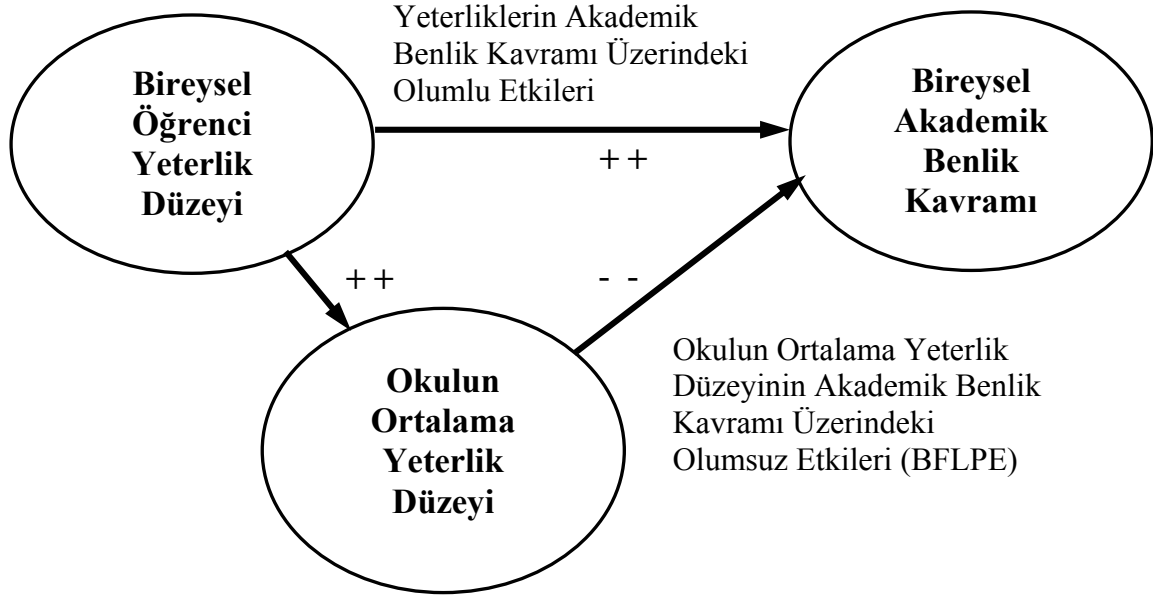 Yeterliklerin Akademik
Benlik Kavramı Üzerindeki
Olumlu Etkileri
Bireysel
Öğrenci
Yeterlik
Düzeyi
Bireysel
Akademik
Benlik
Kavramı
++
++
- -
Okulun
Ortalama
Yeterlik
Düzeyi
Okulun Ortalama Yeterlik
Düzeyinin Akademik Benlik
Kavramı Üzerindeki
Olumsuz Etkileri (BFLPE)